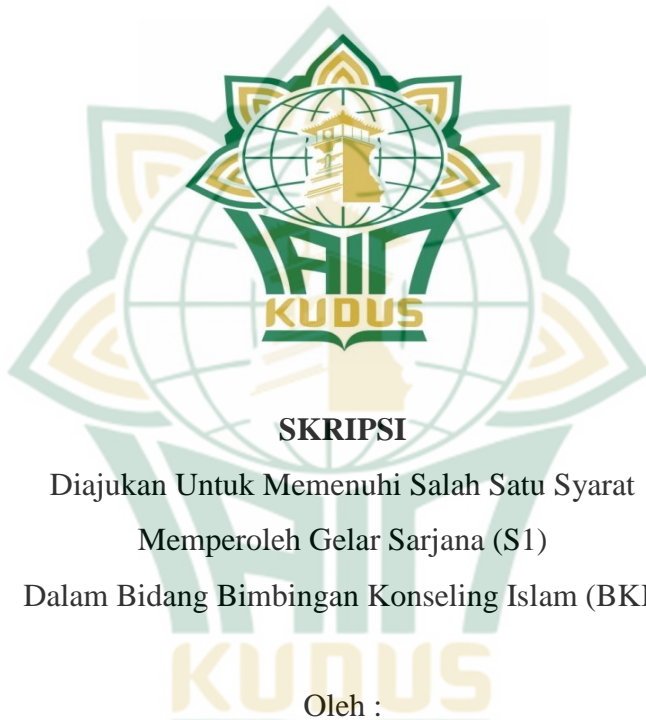 IAIN
KUDUS
SKRIPSI
Diajukan Untuk Memenuhi Salah Satu Syarat
Memperoleh Gelar Sarjana (S1)
Dalam Bidang Bimbingan Konseling Islam (BKI
KUDUS
Oleh :